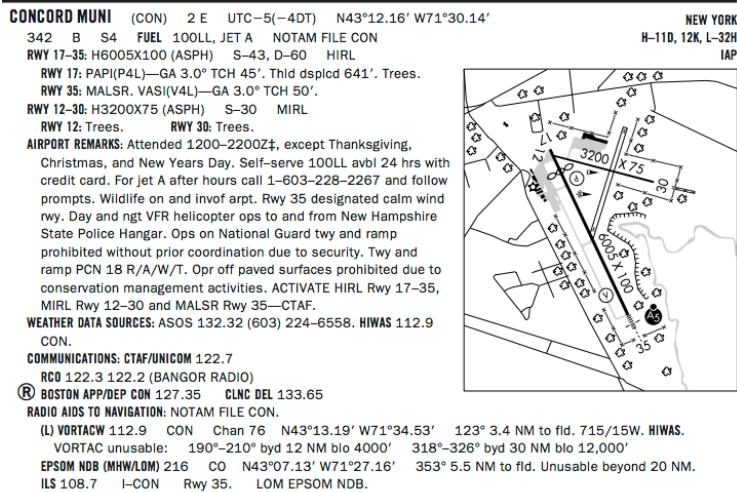 CONCORD MUNI (CON) 2 E UTC−5(−4DT) N43°12.16′ W71°30.14′
NEW YORK
342 B S4 FUEL 100LL, JET A NOTAM FILE CON
H–11D, 12K, L–32H
RWY 17–35: H6005X100 (ASPH) S–43, D–60 HIRL
IAP
RWY 17: PAPI(P4L)—GA 3.0° TCH 45′. Thld dsplcd 641′. Trees.
RWY 35: MALSR. VASI(V4L)—GA 3.0° TCH 50′.
RWY 12–30: H3200X75 (ASPH) S–30 MIRL
RWY 12: Trees. RWY 30: Trees.
AIRPORT REMARKS: Attended 1200–2200Z‡, except Thanksgiving,
Christmas, and New Years Day. Self–serve 100LL avbl 24 hrs with
credit card. For jet A after hours call 1–603–228–2267 and follow
prompts. Wildlife on and invof arpt. Rwy 35 designated calm wind
rwy. Day and ngt VFR helicopter ops to and from New Hampshire
State Police Hangar. Ops on National Guard twy and ramp
prohibited without prior coordination due to security. Twy and
ramp PCN 18 R/A/W/T. Opr off paved surfaces prohibited due to
conservation management activities. ACTIVATE HIRL Rwy 17–35,
MIRL Rwy 12–30 and MALSR Rwy 35—CTAF.
WEATHER DATA SOURCES: ASOS 132.32 (603) 224–6558. HIWAS 112.9
CON.
COMMUNICATIONS: CTAF/UNICOM 122.7
RCO 122.3 122.2 (BANGOR RADIO)
Ⓡ BOSTON APP/DEP CON 127.35 CLNC DEL 133.65
RADIO AIDS TO NAVIGATION: NOTAM FILE CON.
(L) VORTACW 112.9 CON Chan 76 N43°13.19′ W71°34.53′ 123° 3.4 NM to fld. 715/15W. HIWAS.
VORTAC unusable: 190°–210° byd 12 NM blo 4000′ 318°–326° byd 30 NM blo 12,000′
EPSOM NDB (MHW/LOM) 216 CO N43°07.13′ W71°27.16′ 353° 5.5 NM to fld. Unusable beyond 20 NM.
ILS 108.7 I–CON Rwy 35. LOM EPSOM NDB.
17
12
3200 X 75
30
6005 X 100
V
A5
35